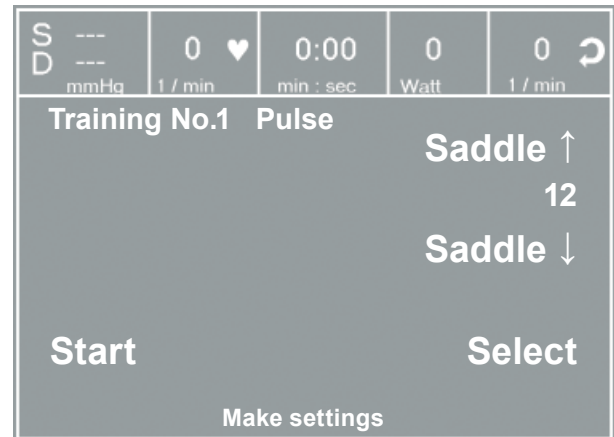 S --- 0 ♥ 0:00 0 0
D ---
mmHg 1 / min min : sec Watt 1 / min
Training No.1 Pulse
Saddle ↑
12
Saddle ↓
Start Select
Make settings